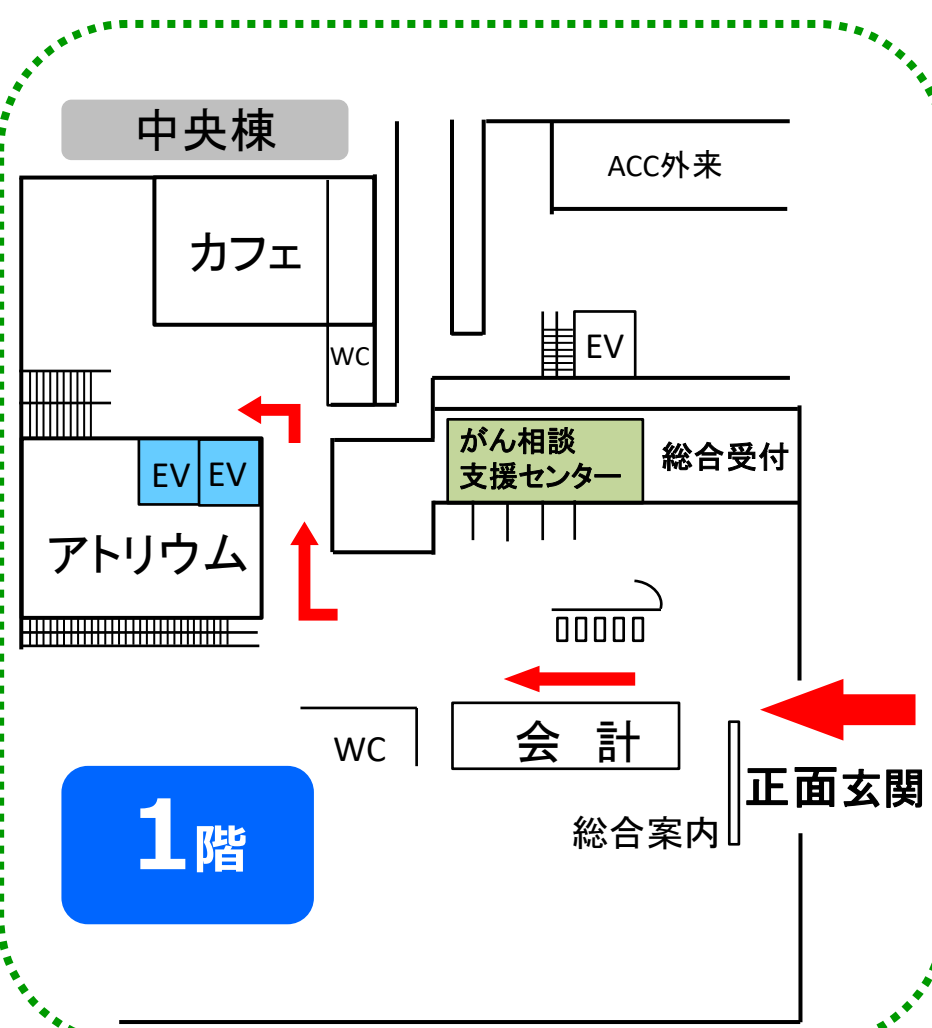 中央棟
ACC外来
カフェ
WC
EV
がん相談
支援センター
総合受付
EV
EV
アトリウム
会 計
WC
正面玄関
総合案内
1階